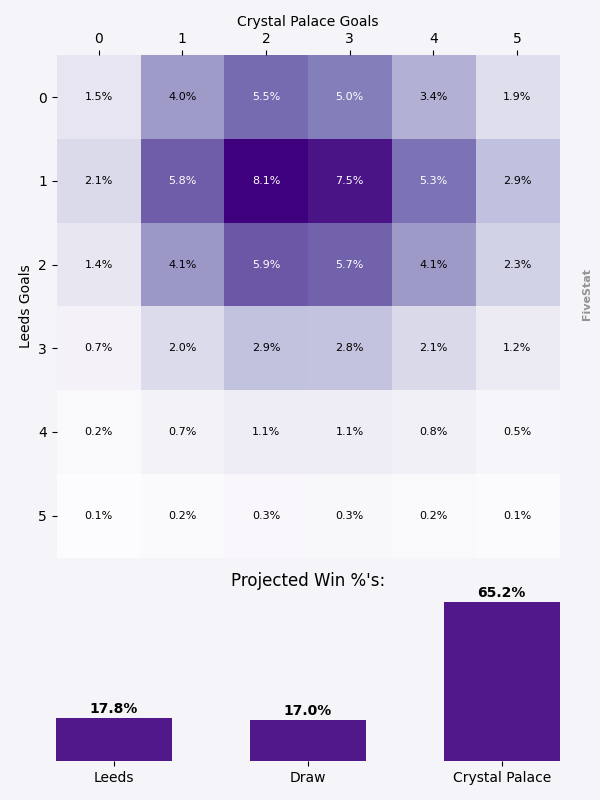 Crystal Palace Goals
0 1 2 3 4 5
0 1.5% 4.0% 5.5% 5.0% 3.4% 1.9%
1 2.1% 5.8% 8.1% 7.5% 5.3% 2.9%
2 1.4% 4.1% 5.9% 5.7% 4.1% 2.3%
3 0.7% 2.0% 2.9% 2.8% 2.1% 1.2%
4 0.2% 0.7% 1.1% 1.1% 0.8% 0.5%
5 0.1% 0.2% 0.3% 0.3% 0.2% 0.1%
Leeds Goals
FiveStat
Projected Win %'s:
17.8% 17.0% 65.2%
Leeds Draw Crystal Palace